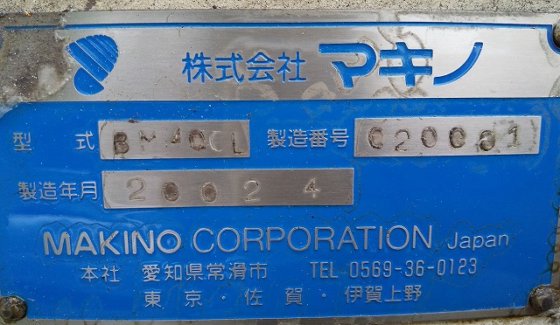 株式会社 マキノ
型式 製造番号
製造年月 2002 4
MAKINO CORPORATION Japan
本社 愛知県常滑市 TEL 0569-36-0123
東京・佐賀・伊賀上野